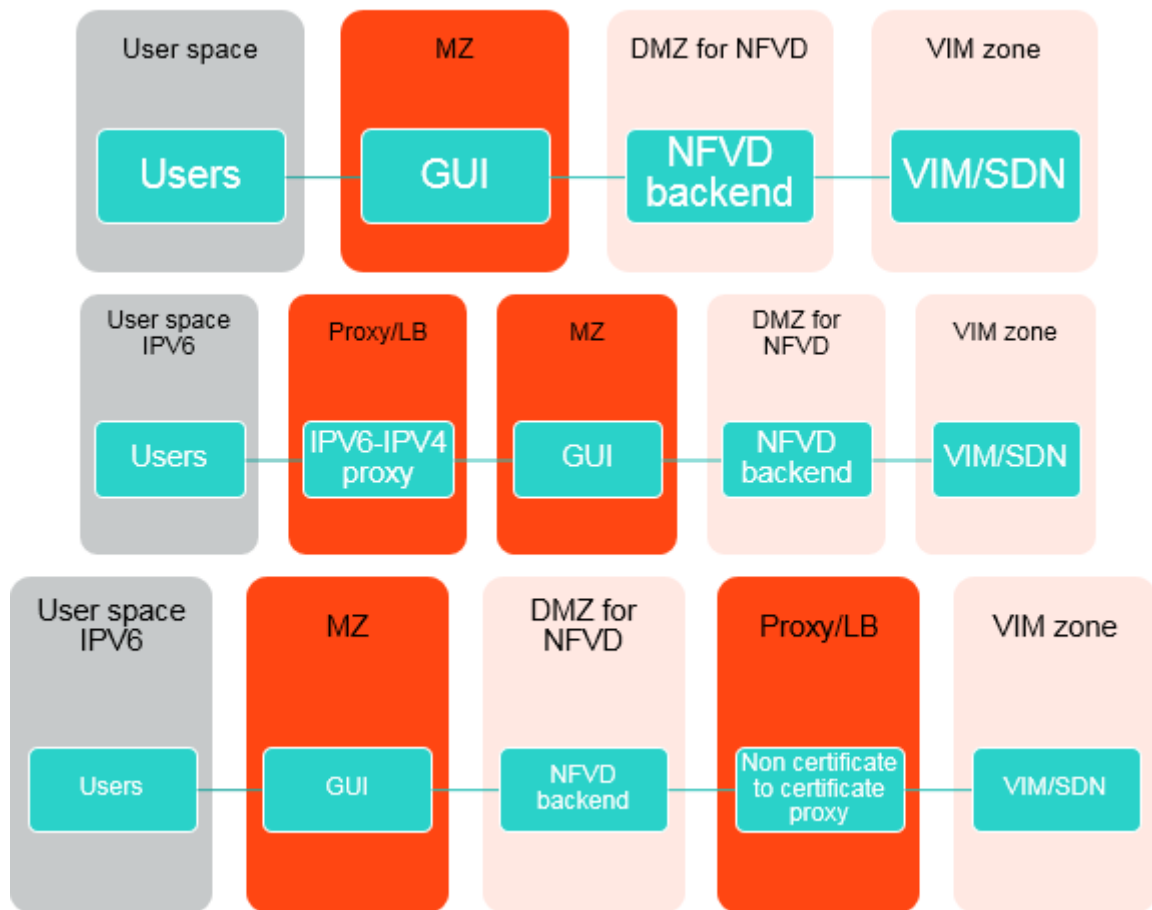 User space
MZ
DMZ for NFVD
VIM zone
Users
GUI
NFVD
backend
VIM/SDN
User space
IPV6
Proxy/LB
MZ
DMZ for
NFVD
VIM zone
Users
IPV6-IPV4
proxy
GUI
NFVD
backend
VIM/SDN
User space
IPV6
MZ
DMZ for
NFVD
Proxy/LB
VIM zone
Users
GUI
NFVD
backend
Non certificate
to certificate
proxy
VIM/SDN